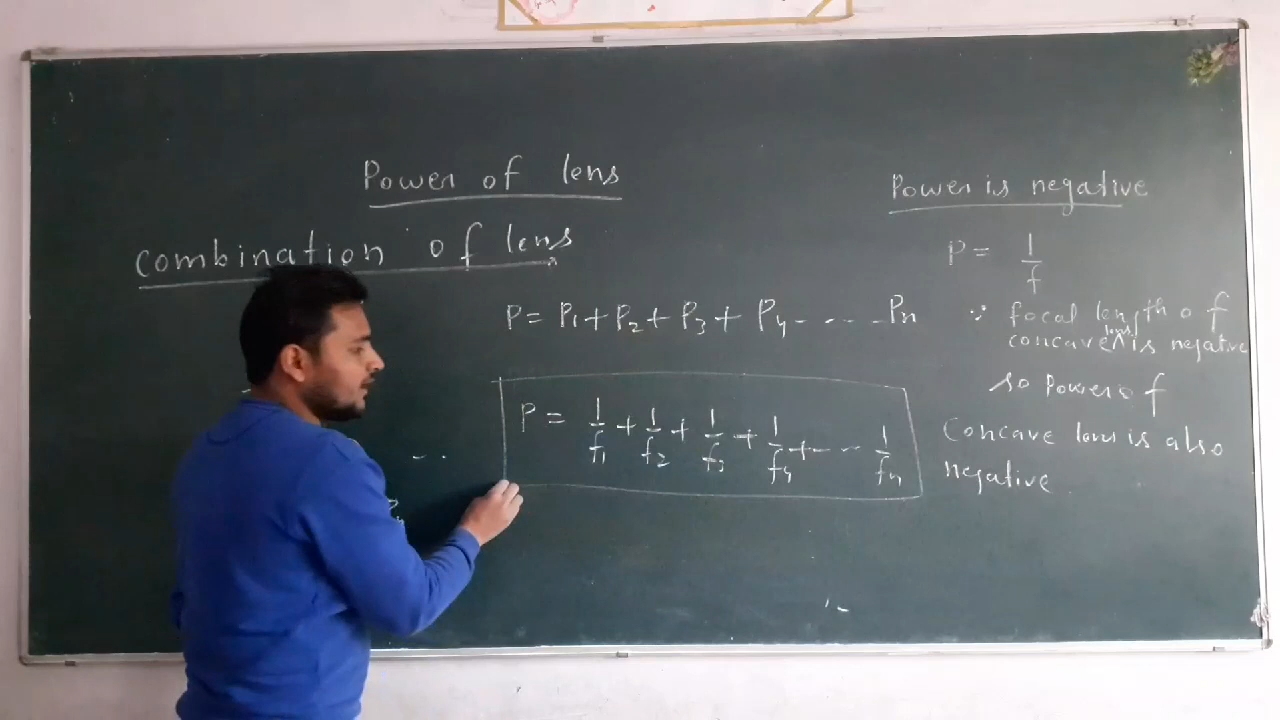 Power of lens
combination of lens
P = P1 + P2 + P3 + P4 - - - - Pn
P = 1/f1 + 1/f2 + 1/f3 + 1/f4 + - - 1/fn
Power is negative
P = 1/f
∵ focal length of
concave lens is negative
so Power of
Concave lens is also
negative